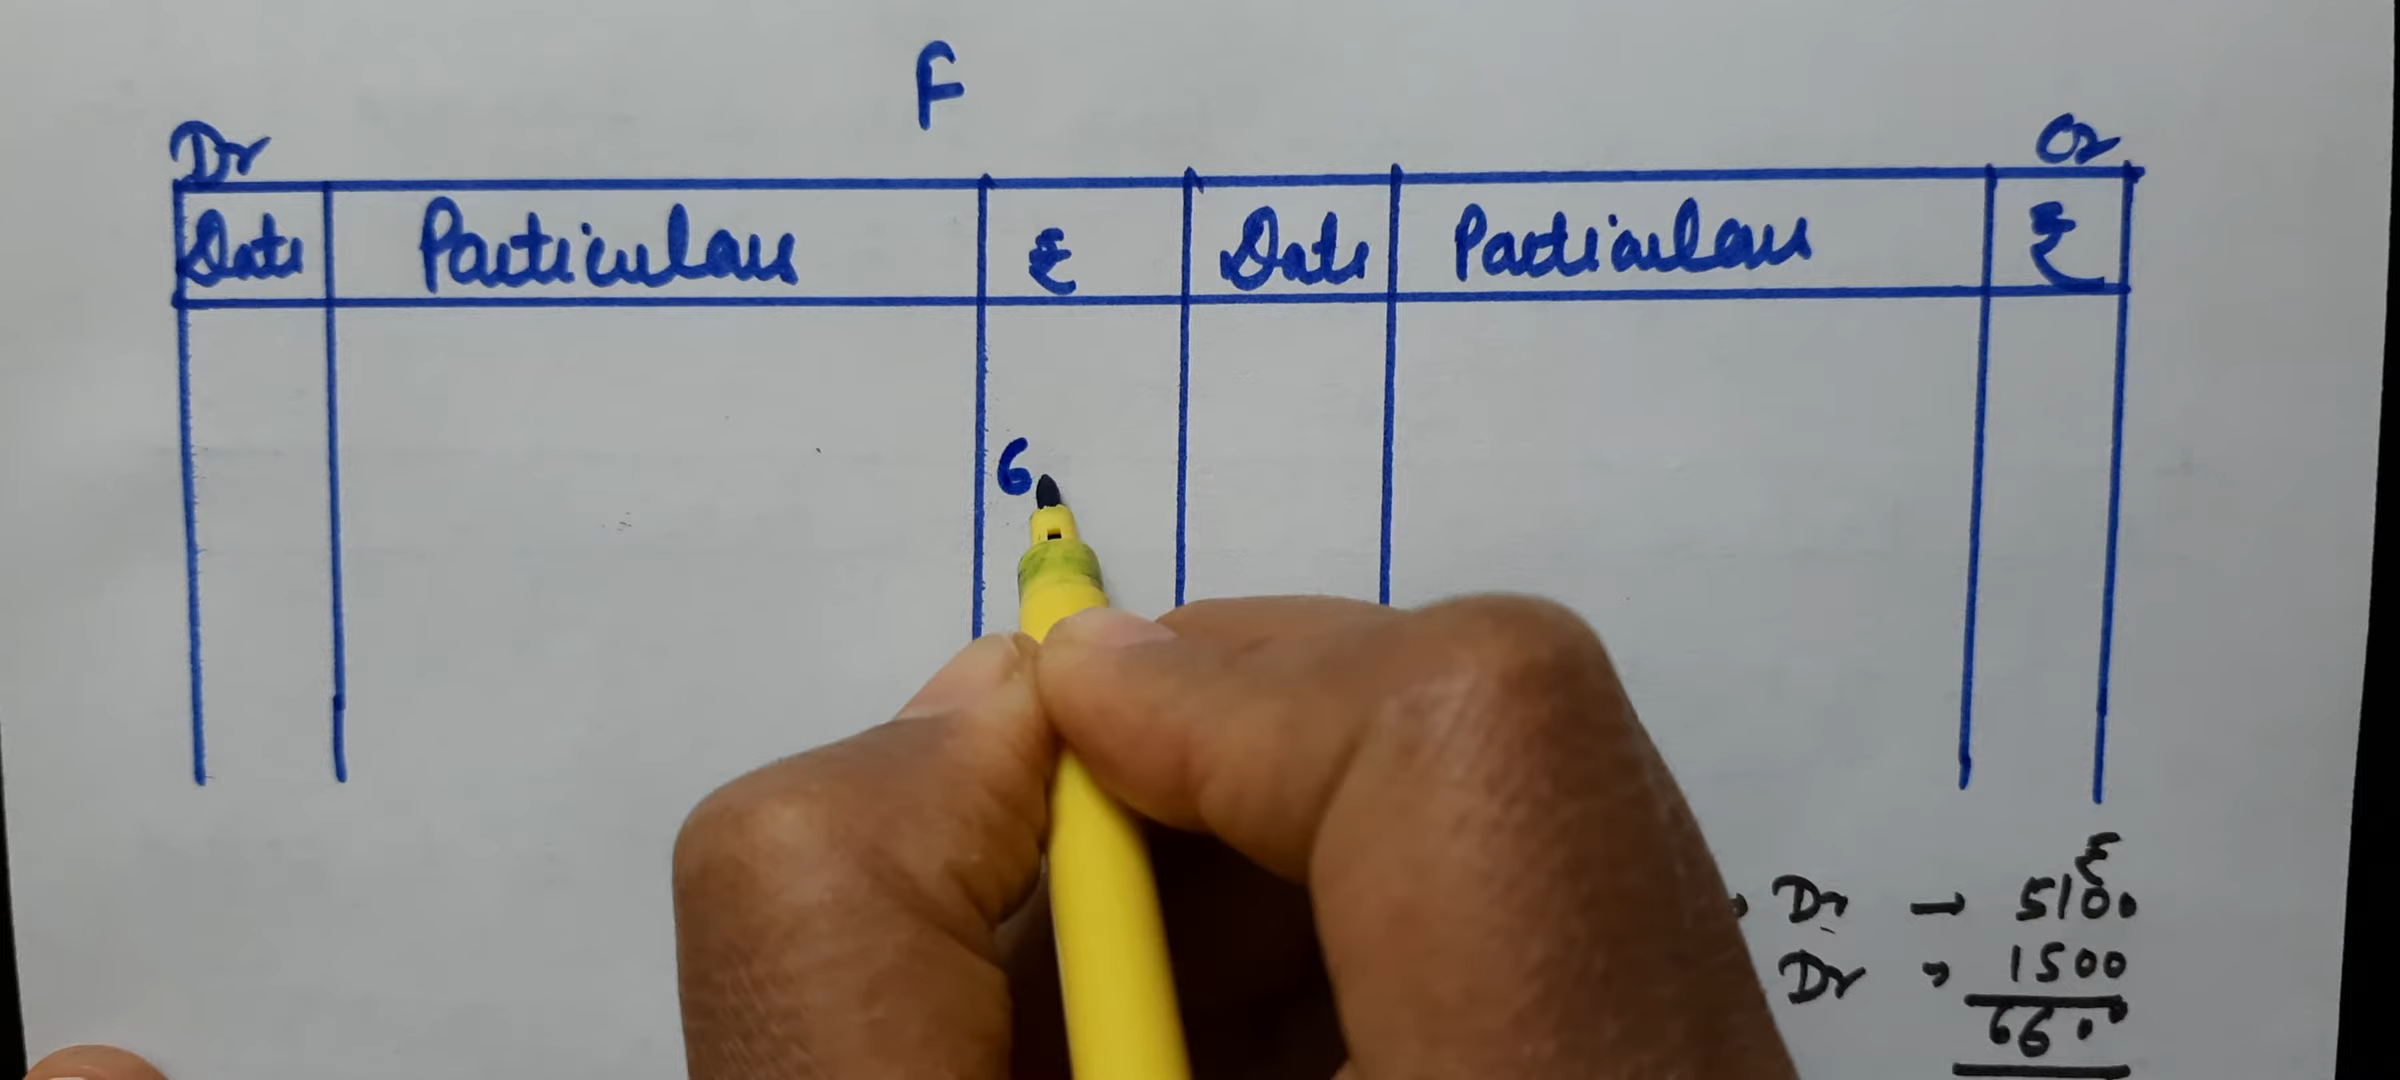 F
Dr Cr
Date Particulars ₹ Date Particulars ₹
6
₹
Dr → 5100
Dr → 1500
6600